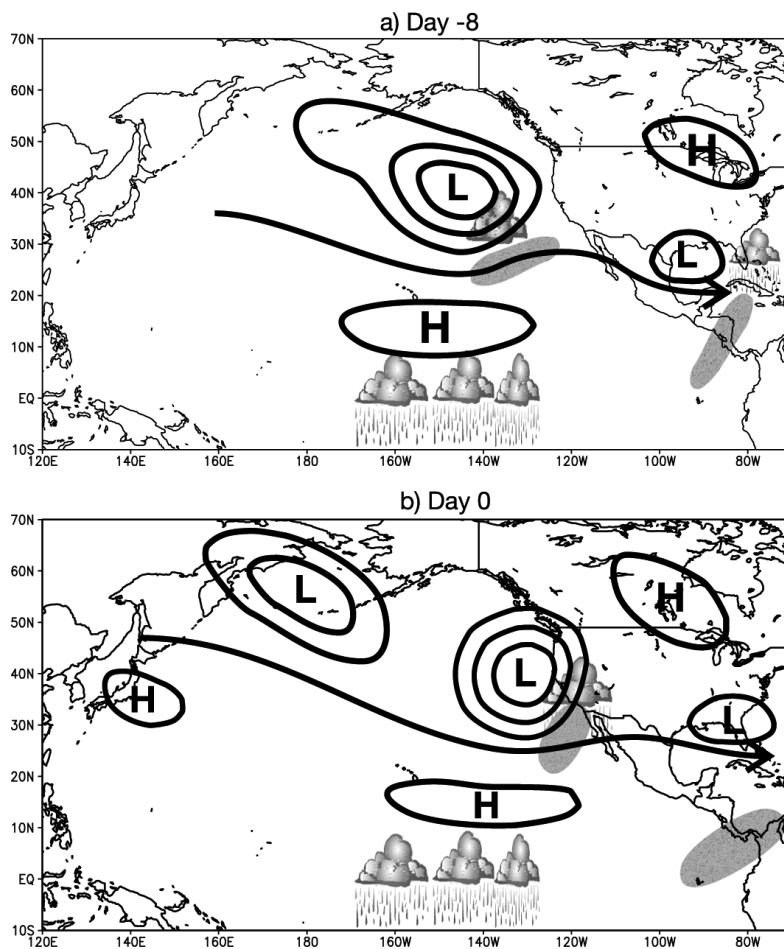 a) Day -8
70N
60N
50N
H
40N
L
30N
L
20N
H
10N
EQ
10S
120E 140E 160E 180 160W 140W 120W 100W 80W
b) Day 0
70N
60N
L
H
50N
40N
L
H
L
30N
20N
H
10N
EQ
10S
120E 140E 160E 180 160W 140W 120W 100W 80W